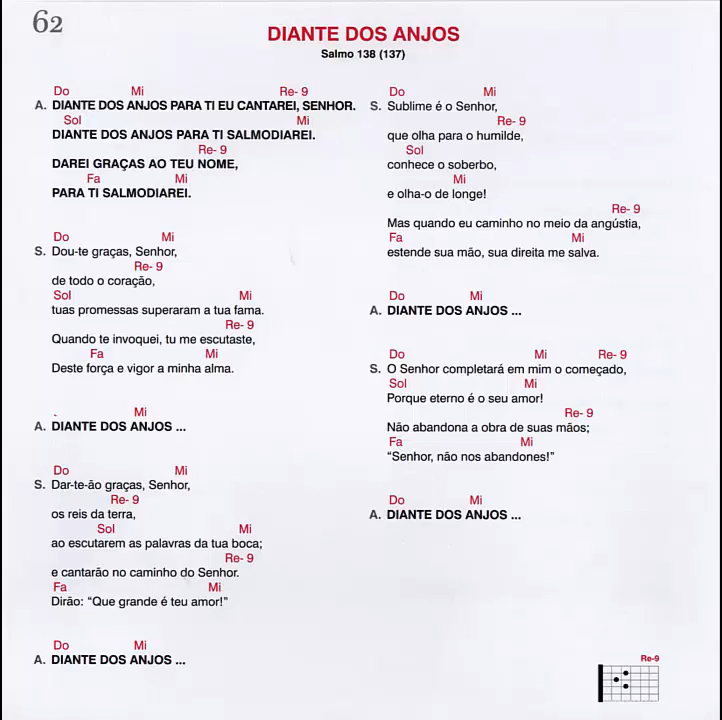 62
DIANTE DOS ANJOS
Salmo 138 (137)
Do Mi Re- 9
A. DIANTE DOS ANJOS PARA TI EU CANTAREI, SENHOR.
Sol Mi
DIANTE DOS ANJOS PARA TI SALMODIAREI.
Re- 9
DAREI GRAÇAS AO TEU NOME,
Fa Mi
PARA TI SALMODIAREI.
Do Mi
S. Dou-te graças, Senhor,
Re- 9
de todo o coração,
Sol Mi
tuas promessas superaram a tua fama.
Re- 9
Quando te invoquei, tu me escutaste,
Fa Mi
Deste força e vigor a minha alma.
Mi
A. DIANTE DOS ANJOS ...
Do Mi
S. Dar-te-ão graças, Senhor,
Re- 9
os reis da terra,
Sol Mi
ao escutarem as palavras da tua boca;
Re- 9
e cantarão no caminho do Senhor.
Fa Mi
Dirão: “Que grande é teu amor!”
Do Mi
A. DIANTE DOS ANJOS ...
Do Mi
S. Sublime é o Senhor,
Re- 9
que olha para o humilde,
Sol
conhece o soberbo,
Mi
e olha-o de longe!
Re- 9
Mas quando eu caminho no meio da angústia,
Fa Mi
estende sua mão, sua direita me salva.
Do Mi
A. DIANTE DOS ANJOS ...
Do Mi Re- 9
S. O Senhor completará em mim o começado,
Sol Mi
Porque eterno é o seu amor!
Re- 9
Não abandona a obra de suas mãos;
Fa Mi
“Senhor, não nos abandones!”
Do Mi
A. DIANTE DOS ANJOS ...
Re-9